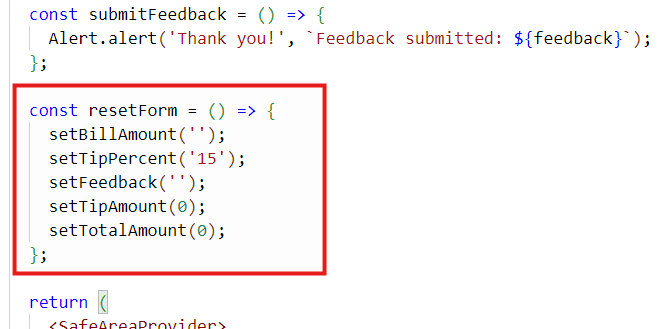 const submitFeedback = () => {
Alert.alert('Thank you!', `Feedback submitted: ${feedback}`);
};
const resetForm = () => {
setBillAmount('');
setTipPercent('15');
setFeedback('');
setTipAmount(0);
setTotalAmount(0);
};
return (
<SafeAreaProvider>